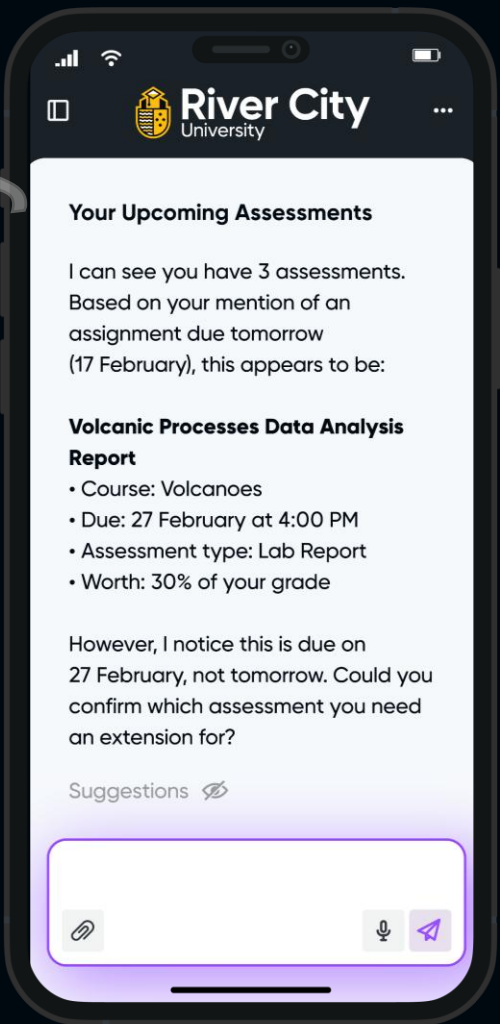 River City
University
Your Upcoming Assessments
I can see you have 3 assessments.
Based on your mention of an
assignment due tomorrow
(17 February), this appears to be:
Volcanic Processes Data Analysis
Report
• Course: Volcanoes
• Due: 27 February at 4:00 PM
• Assessment type: Lab Report
• Worth: 30% of your grade
However, I notice this is due on
27 February, not tomorrow. Could you
confirm which assessment you need
an extension for?
Suggestions